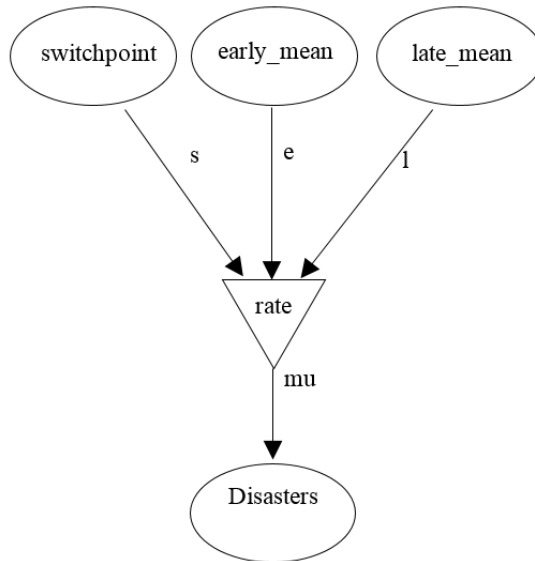 switchpoint
early_mean
late_mean
s
e
l
rate
mu
Disasters